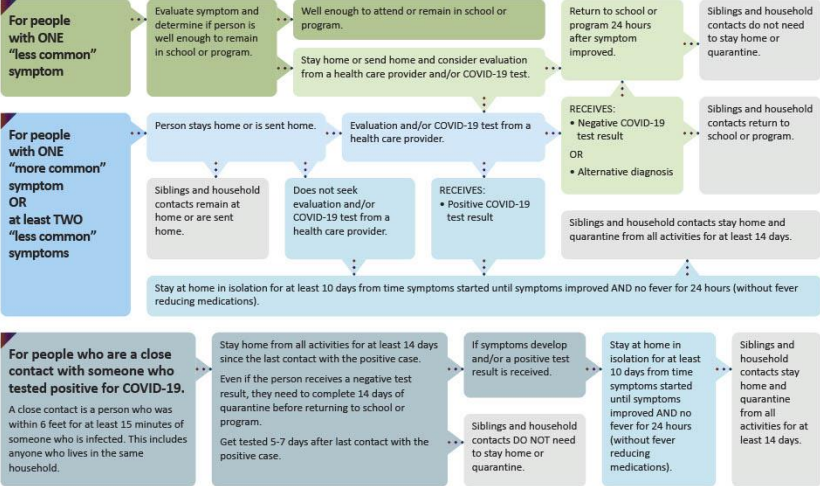 For people
with ONE
“less common”
symptom
Evaluate symptom and
determine if person is
well enough to remain
in school or program.
Well enough to attend or remain in school or
program.
Stay home or send home and consider evaluation
from a health care provider and/or COVID-19 test.
Return to school or
program 24 hours
after symptom
improved.
Siblings and household
contacts do not need
to stay home or
quarantine.
For people
with ONE
“more common”
symptom
OR
at least TWO
“less common”
symptoms
Person stays home or is sent home.
Evaluation and/or COVID-19 test from a
health care provider.
RECEIVES:
• Negative COVID-19
test result
OR
• Alternative diagnosis
Siblings and household
contacts return to
school or program.
Siblings and household
contacts remain at
home or are sent
home.
Does not seek
evaluation and/or
COVID-19 test from a
health care provider.
RECEIVES:
• Positive COVID-19
test result
Siblings and household contacts stay home and
quarantine from all activities for at least 14 days.
Stay at home in isolation for at least 10 days from time symptoms started until symptoms improved AND no fever for 24 hours (without fever
reducing medications).
For people who are a close
contact with someone who
tested positive for COVID-19.
A close contact is a person who was
within 6 feet for at least 15 minutes of
someone who is infected. This includes
anyone who lives in the same
household.
Stay home from all activities for at least 14 days
since the last contact with the positive case.
Even if the person receives a negative test
result, they need to complete 14 days of
quarantine before returning to school or
program.
Get tested 5-7 days after last contact with the
positive case.
If symptoms develop
and/or a positive test
result is received.
Siblings and household
contacts DO NOT need
to stay home or
quarantine.
Stay at home in
isolation for at least
10 days from time
symptoms started
until symptoms
improved AND no
fever for 24 hours
(without fever
reducing
medications).
Siblings and
household
contacts stay
home and
quarantine
from all
activities for at
least 14 days.